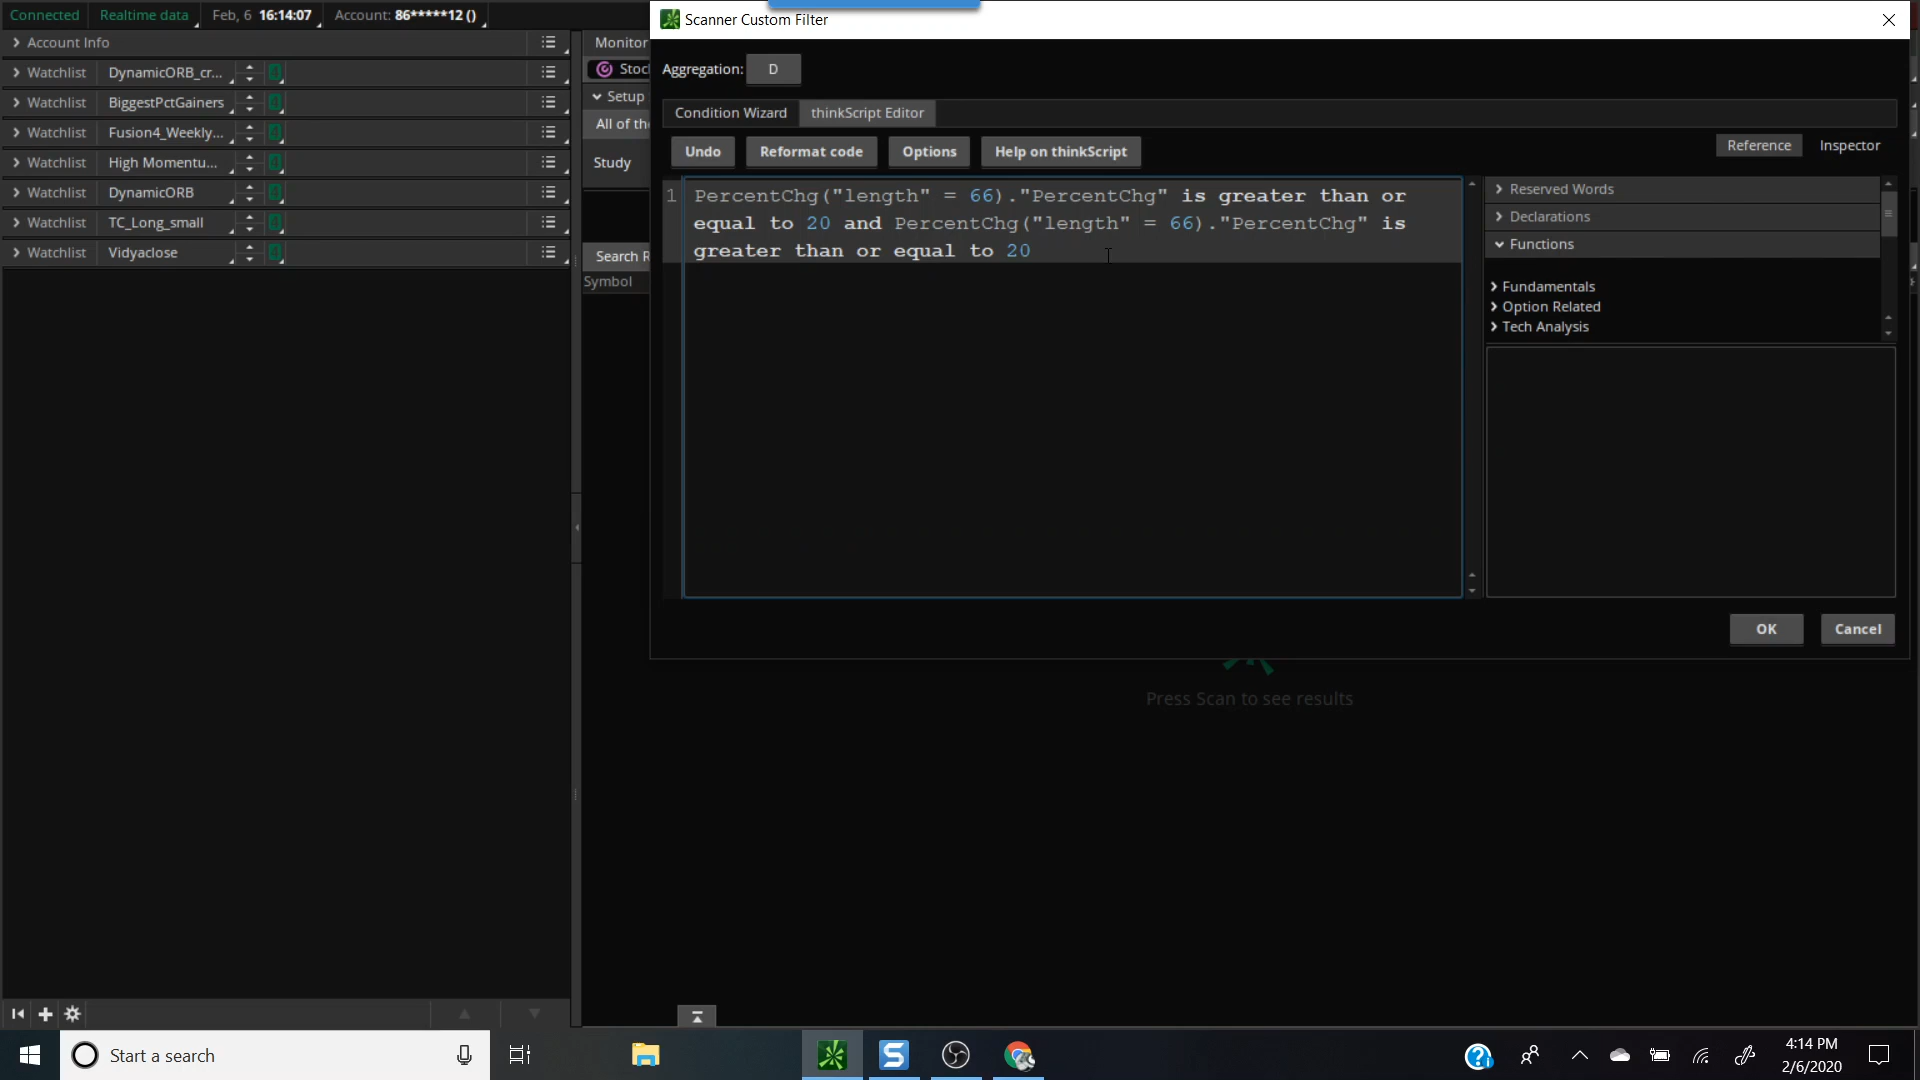 Connected Realtime data Feb, 6 16:14:07 Account: 86*****12 ()
Account Info
Watchlist DynamicORB_cr...
Watchlist BiggestPctGainers
Watchlist Fusion4_Weekly...
Watchlist High Momentu...
Watchlist DynamicORB
Watchlist TC_Long_small
Watchlist Vidyaclose
Monitor
Stoc
Setup
All of the
Study
Search R
Symbol
Scanner Custom Filter
Aggregation: D
Condition Wizard thinkScript Editor
Undo Reformat code Options Help on thinkScript
Reference Inspector
1 PercentChg("length" = 66)."PercentChg" is greater than or
equal to 20 and PercentChg("length" = 66)."PercentChg" is
greater than or equal to 20
Reserved Words
Declarations
Functions
Fundamentals
Option Related
Tech Analysis
OK Cancel
Press Scan to see results
Start a search
4:14 PM
2/6/2020